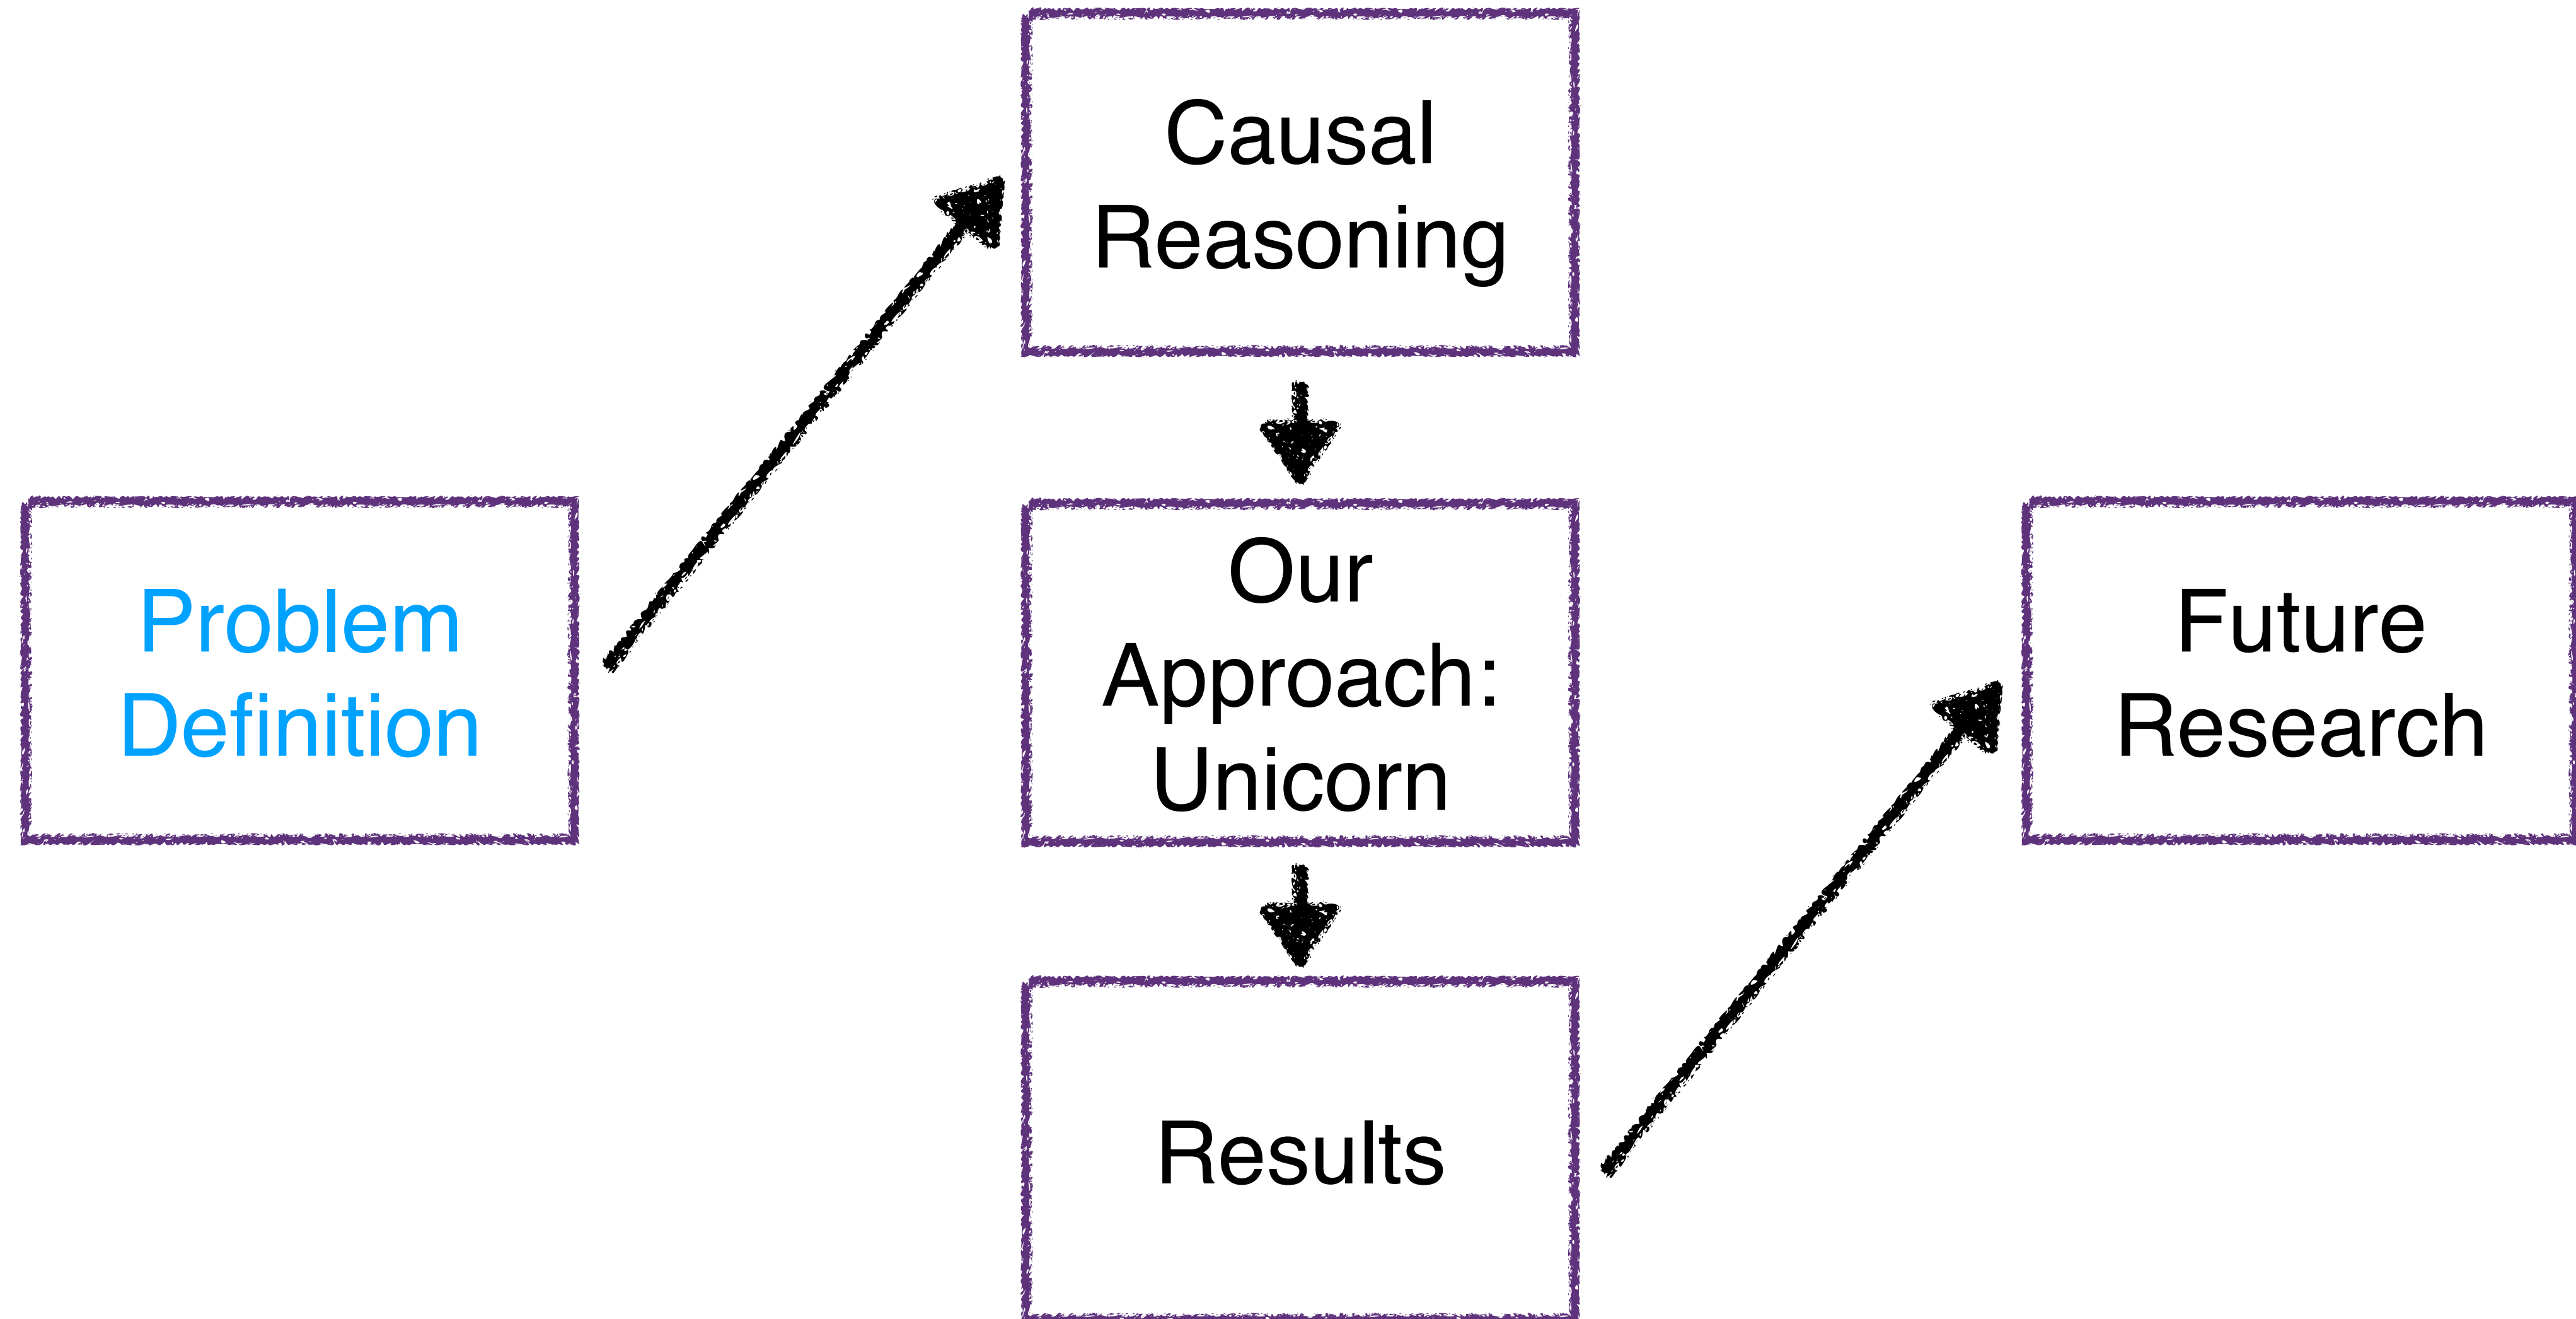 Problem
Definition
Causal
Reasoning
Our
Approach:
Unicorn
Results
Future
Research